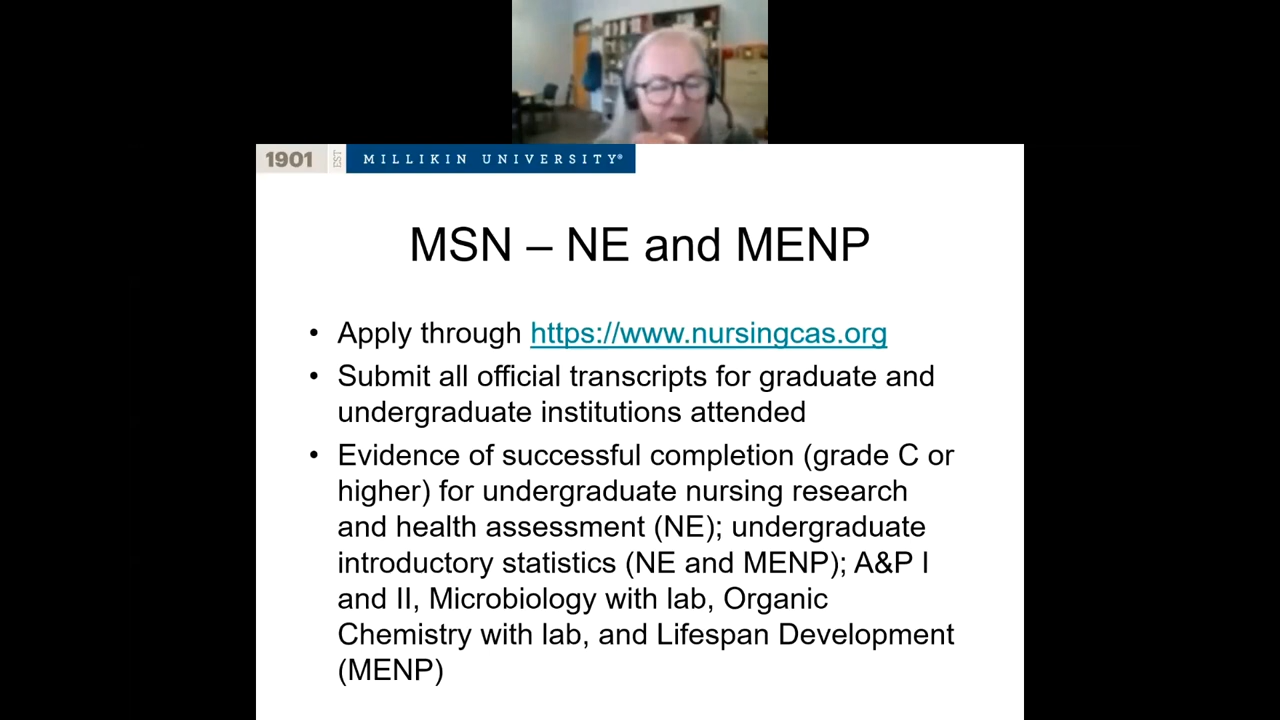 1901 EST MILLIKIN UNIVERSITY®
MSN – NE and MENP
• Apply through https://www.nursingcas.org
• Submit all official transcripts for graduate and
undergraduate institutions attended
• Evidence of successful completion (grade C or
higher) for undergraduate nursing research
and health assessment (NE); undergraduate
introductory statistics (NE and MENP); A&P I
and II, Microbiology with lab, Organic
Chemistry with lab, and Lifespan Development
(MENP)